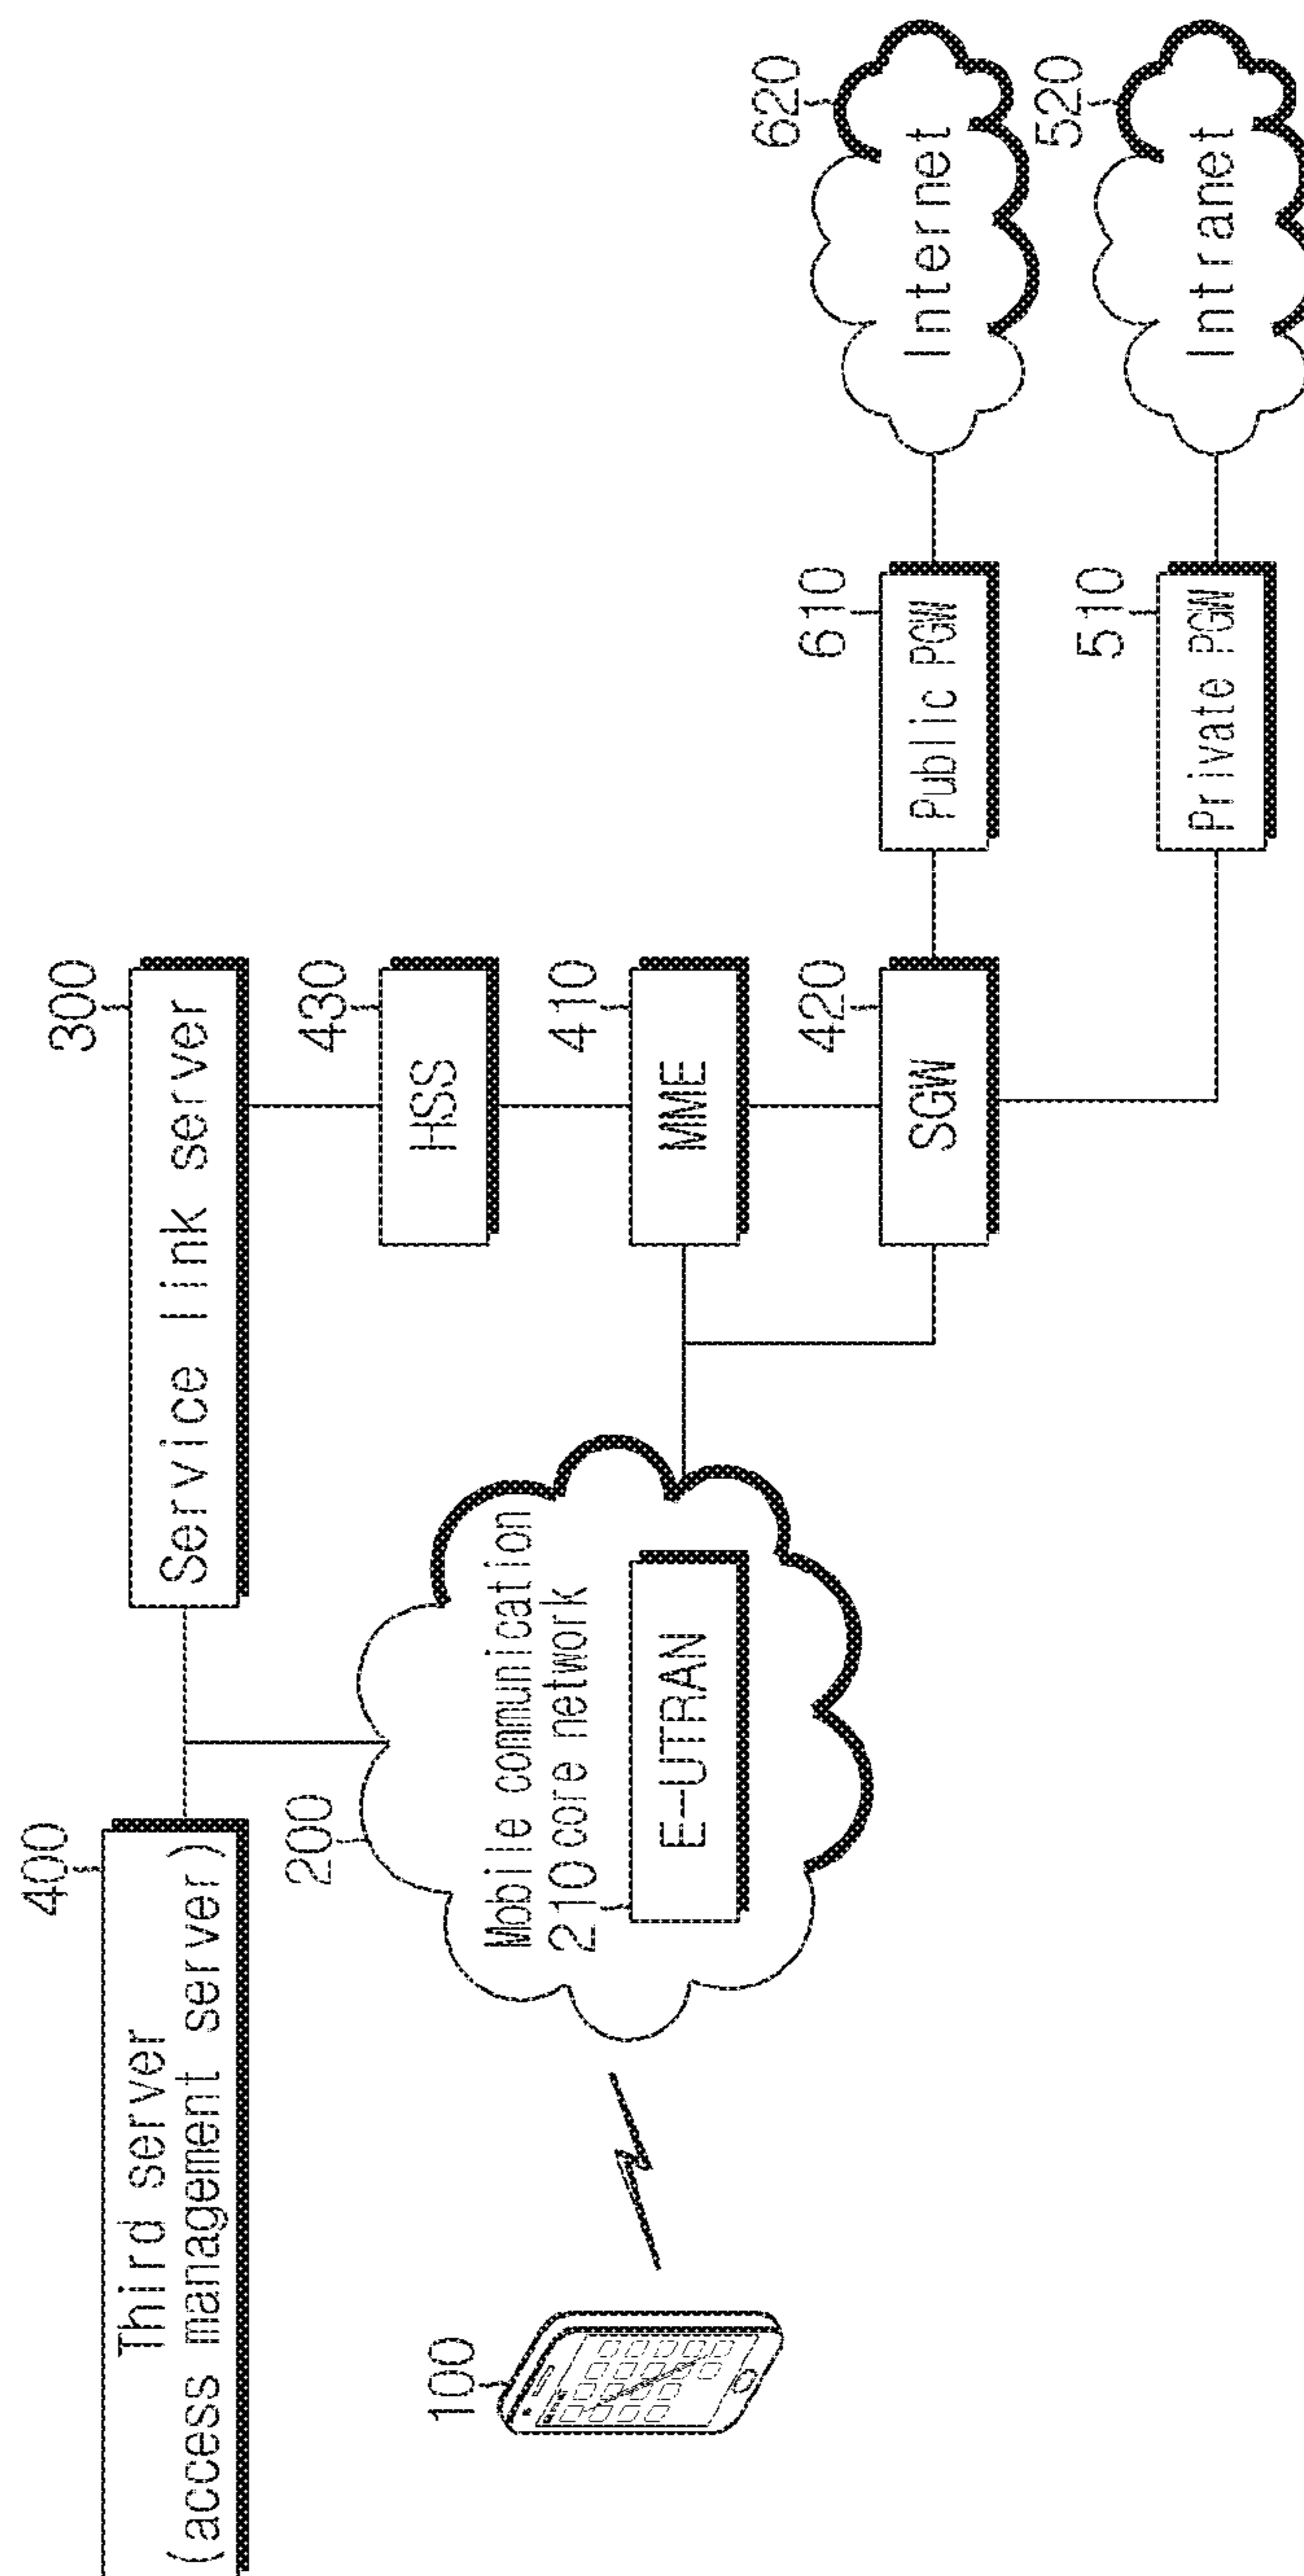 400
Third server
(access management server)
300
Service link server
200
Mobile communication
210 core network
E-UTRAN
100
430
HSS
410
MME
420
SGW
610
Public PGW
620
Internet
510
Private PGW
520
Intranet